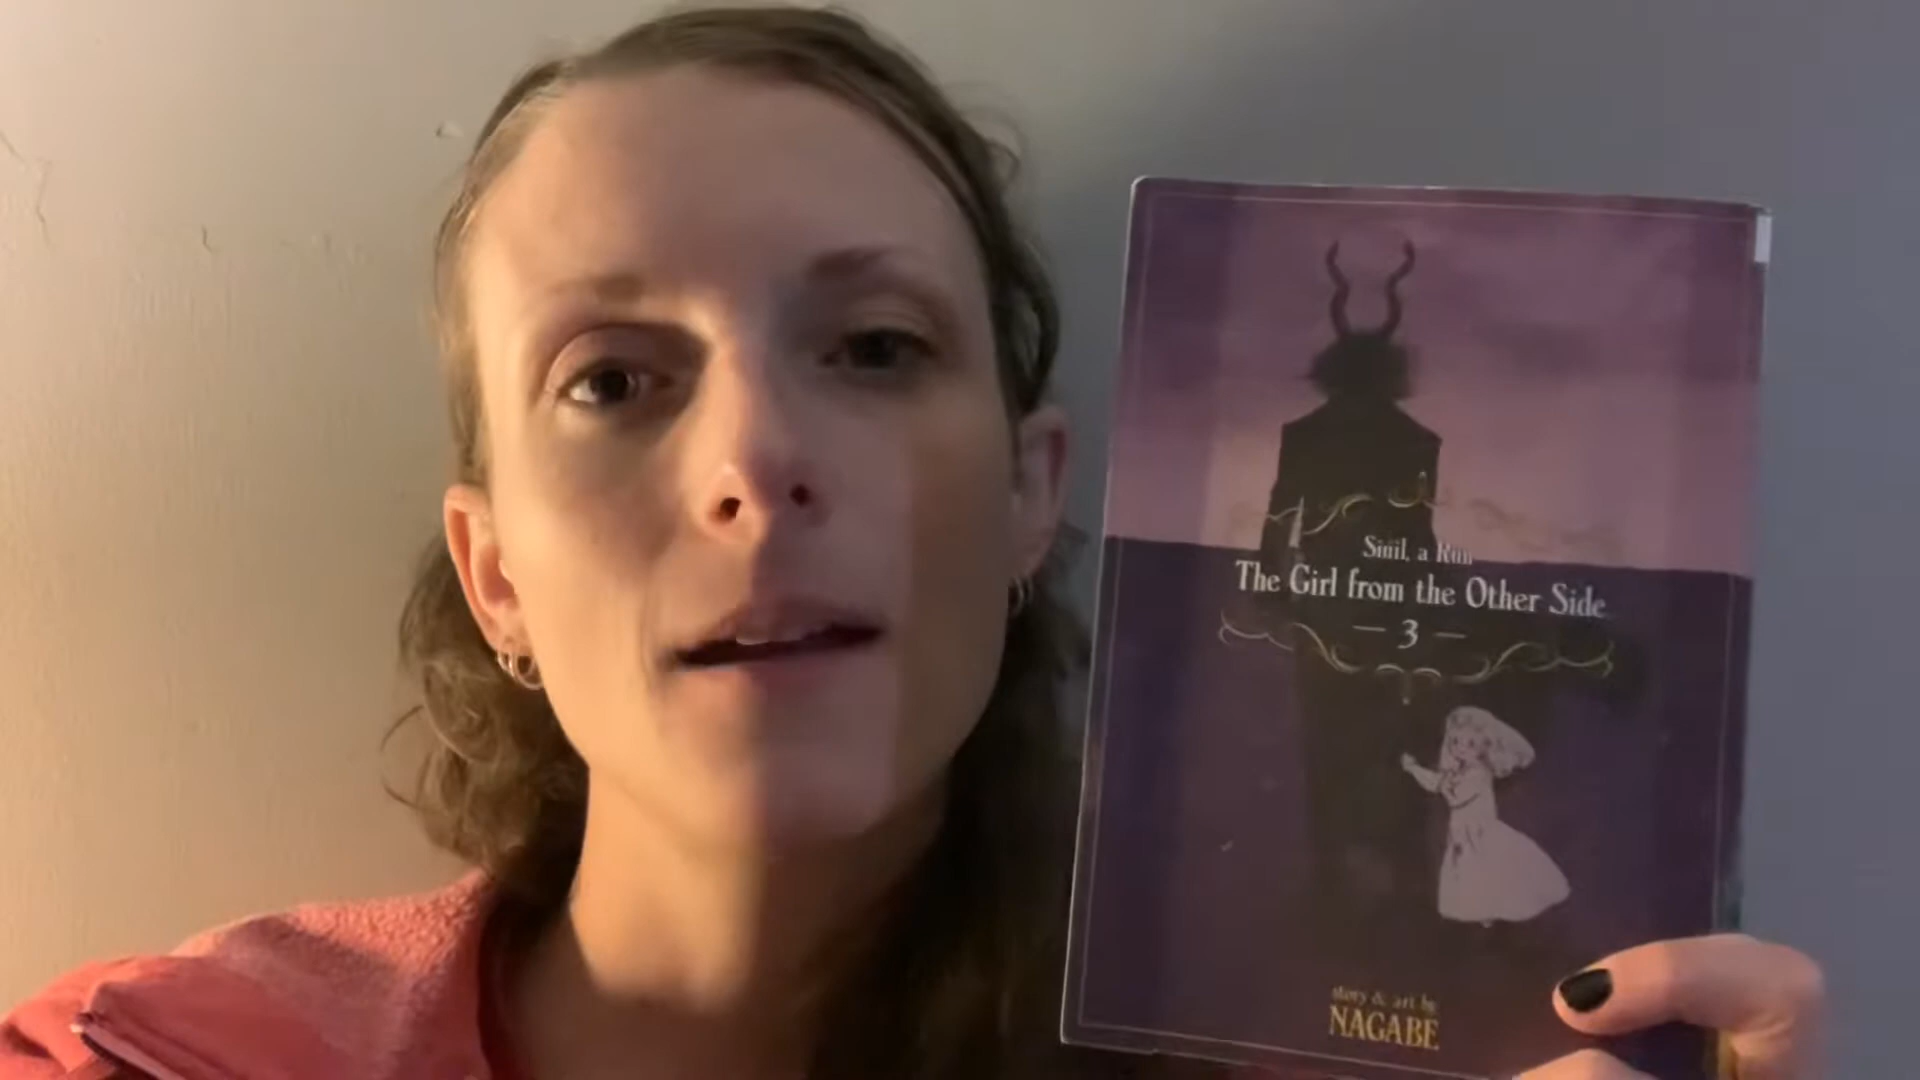 Siúil, a Rún
The Girl from the Other Side
— 3 —
story & art by
NAGABE